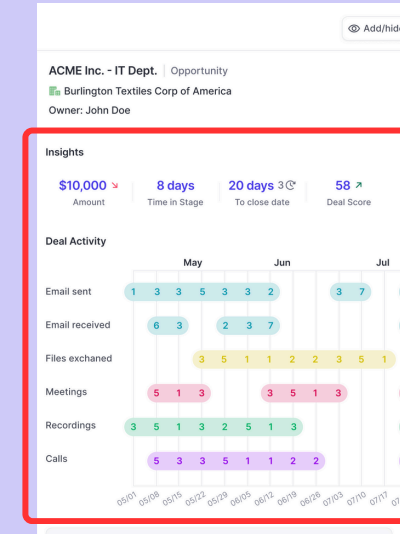 Add/hid
ACME Inc. - IT Dept. | Opportunity
Burlington Textiles Corp of America
Owner: John Doe
Insights
$10,000 8 days 20 days 3 58
Amount Time in Stage To close date Deal Score
Deal Activity
May Jun Jul
Email sent 1 3 3 5 3 3 2 3 7
Email received 6 3 2 3 7
Files exchaned 3 5 1 1 2 2 3 5 1
Meetings 5 1 3 3 5 1 3
Recordings 3 5 1 3 2 5 1 3
Calls 5 3 3 5 1 1 2 2
05/01 05/08 05/15 05/22 05/29 06/05 06/12 06/19 06/26 07/03 07/10 07/17